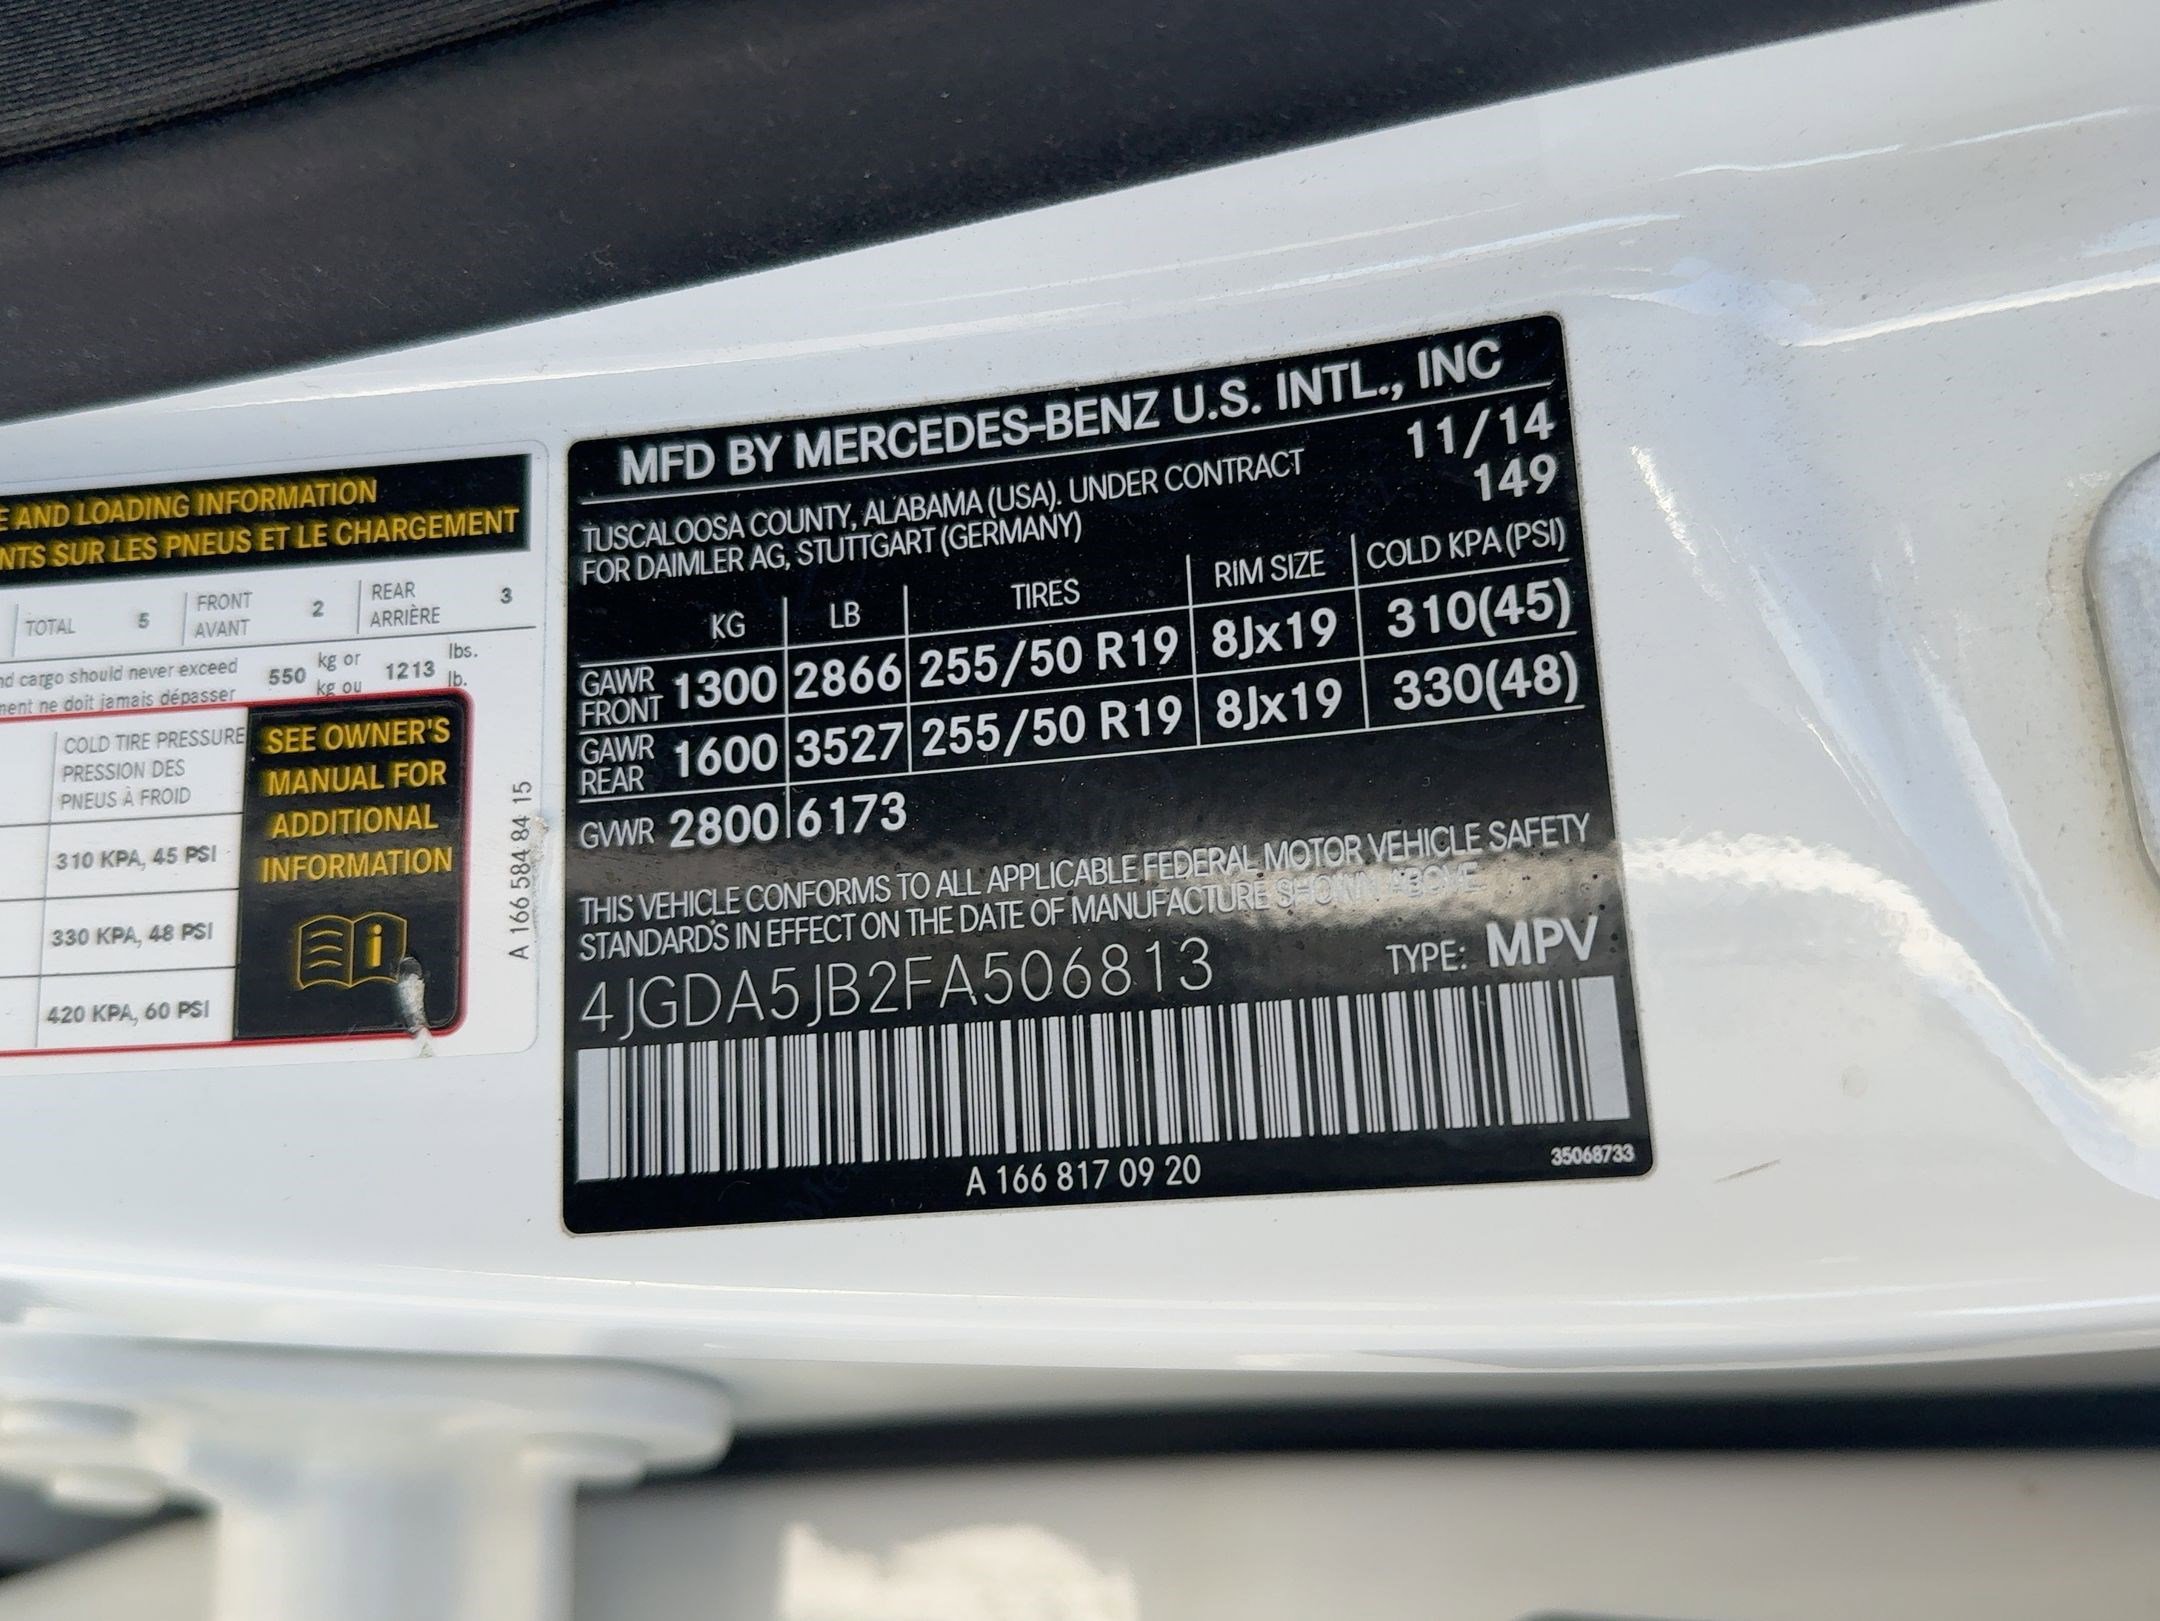 E AND LOADING INFORMATION
NTS SUR LES PNEUS ET LE CHARGEMENT
TOTAL 5 FRONT AVANT 2 REAR ARRIÈRE 3
nd cargo should never exceed 550 kg or 1213 lbs.
ment ne doit jamais dépasser kg ou lb.
COLD TIRE PRESSURE
PRESSION DES
PNEUS À FROID
310 KPA, 45 PSI
330 KPA, 48 PSI
420 KPA, 60 PSI
SEE OWNER'S
MANUAL FOR
ADDITIONAL
INFORMATION
i
A 166 584 84 15
MFD BY MERCEDES-BENZ U.S. INTL., INC
TUSCALOOSA COUNTY, ALABAMA (USA). UNDER CONTRACT 11/14
FOR DAIMLER AG, STUTTGART (GERMANY) 149
KG LB TIRES RIM SIZE COLD KPA (PSI)
GAWR FRONT 1300 2866 255/50 R19 8Jx19 310(45)
GAWR REAR 1600 3527 255/50 R19 8Jx19 330(48)
GVWR 2800 6173
THIS VEHICLE CONFORMS TO ALL APPLICABLE FEDERAL MOTOR VEHICLE SAFETY
STANDARDS IN EFFECT ON THE DATE OF MANUFACTURE SHOWN ABOVE
4JGDA5JB2FA506813 TYPE: MPV
A 166 817 09 20
35068733